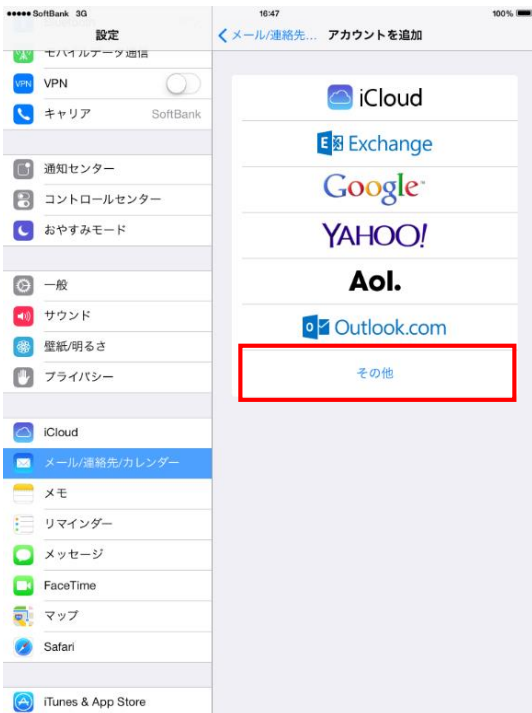 SoftBank 3G
16:47
100%
設定
メール/連絡先... アカウントを追加
モバイルデータ通信
VPN VPN
キャリア SoftBank
通知センター
コントロールセンター
おやすみモード
一般
サウンド
壁紙/明るさ
プライバシー
iCloud
メール/連絡先/カレンダー
メモ
リマインダー
メッセージ
FaceTime
マップ
Safari
iTunes & App Store
iCloud
Exchange
Google
YAHOO!
Aol.
Outlook.com
その他